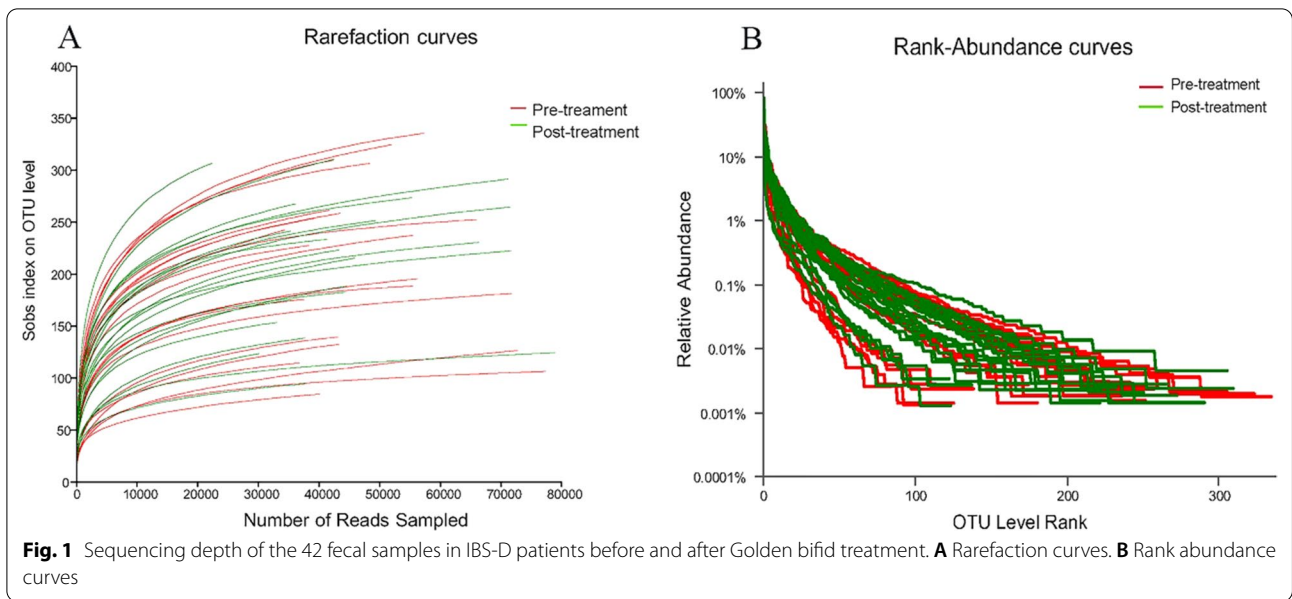 A
Rarefaction curves
400
350
300
250
200
150
100
50
0
Sobs index on OTU level
Pre-treament
Post-treatment
0 10000 20000 30000 40000 50000 60000 70000 80000
Number of Reads Sampled
B
Rank-Abundance curves
100%
10%
1%
0.1%
0.01%
0.001%
0.0001%
Relative Abundance
Pre-treatment
Post-treatment
0 100 200 300
OTU Level Rank
Fig. 1 Sequencing depth of the 42 fecal samples in IBS-D patients before and after Golden bifid treatment. A Rarefaction curves. B Rank abundance
curves